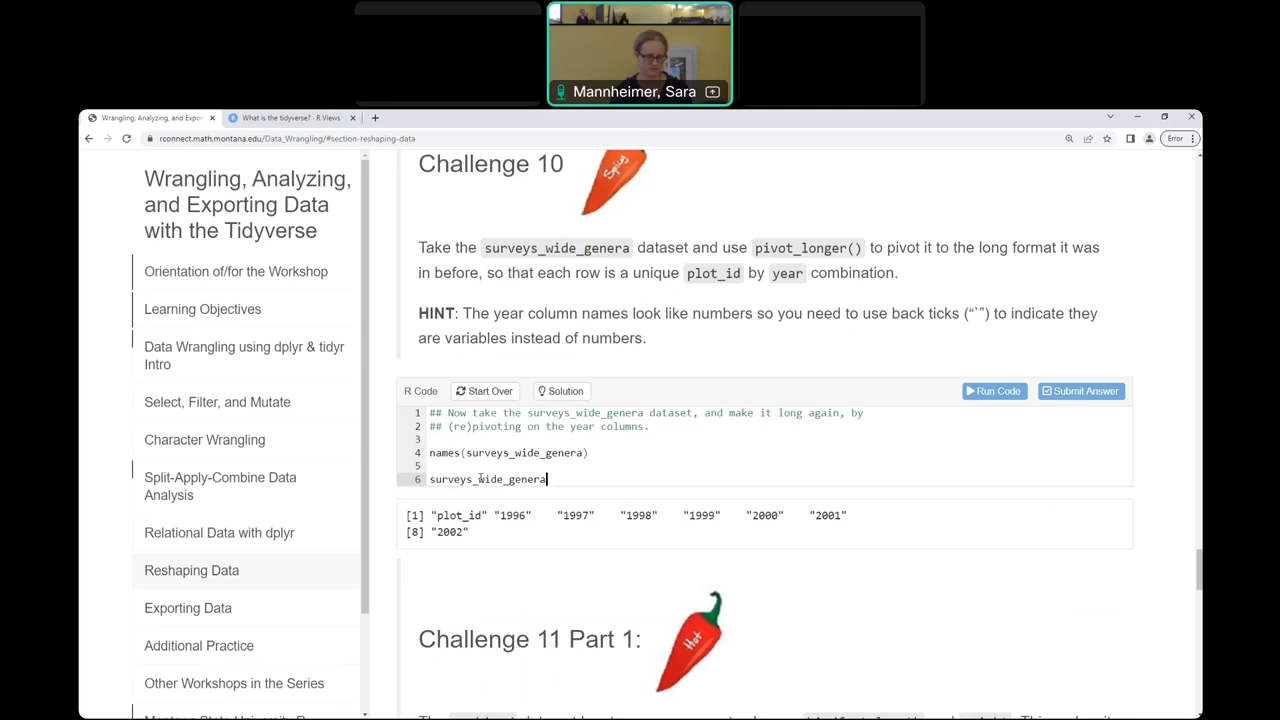 Mannheimer, Sara
Wrangling, Analyzing, and Expor
What is the tidyverse? · R Views
rconnect.math.montana.edu/Data_Wrangling/#section-reshaping-data
Error
Wrangling, Analyzing,
and Exporting Data
with the Tidyverse
Orientation of/for the Workshop
Learning Objectives
Data Wrangling using dplyr & tidyr
Intro
Select, Filter, and Mutate
Character Wrangling
Split-Apply-Combine Data
Analysis
Relational Data with dplyr
Reshaping Data
Exporting Data
Additional Practice
Other Workshops in the Series
Challenge 10
Spicy
Take the surveys_wide_genera dataset and use pivot_longer() to pivot it to the long format it was
in before, so that each row is a unique plot_id by year combination.
HINT: The year column names look like numbers so you need to use back ticks (“`”) to indicate they
are variables instead of numbers.
R Code
Start Over
Solution
Run Code
Submit Answer
1 ## Now take the surveys_wide_genera dataset, and make it long again, by
2 ## (re)pivoting on the year columns.
3
4 names(surveys_wide_genera)
5
6 surveys_wide_genera
[1] "plot_id" "1996" "1997" "1998" "1999" "2000" "2001"
[8] "2002"
Challenge 11 Part 1:
Hot